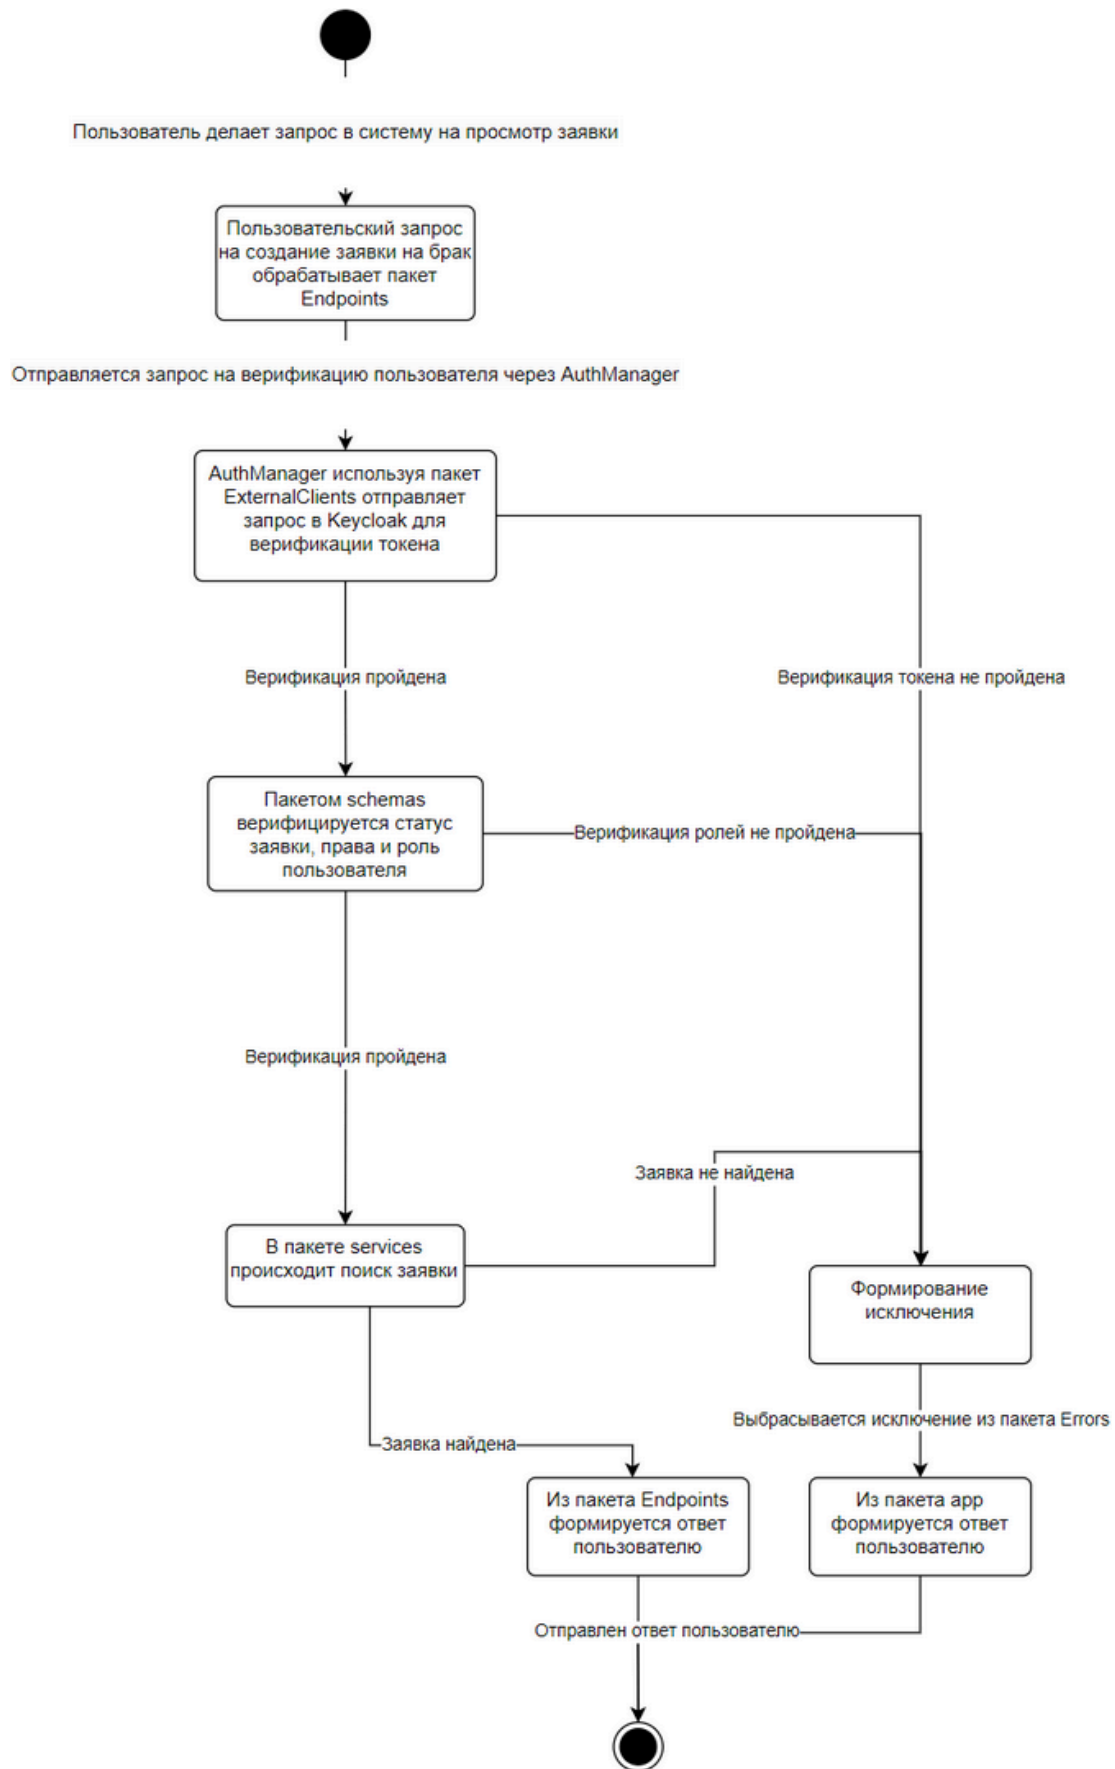 Пользователь делает запрос в систему на просмотр заявки
Пользовательский запрос
на создание заявки на брак
обрабатывает пакет
Endpoints
Отправляется запрос на верификацию пользователя через AuthManager
AuthManager используя пакет
ExternalClients отправляет
запрос в Keycloak для
верификации токена
Верификация пройдена
Верификация токена не пройдена
Пакетом schemas
верифицируется статус
заявки, права и роль
пользователя
Верификация ролей не пройдена
Верификация пройдена
Заявка не найдена
В пакете services
происходит поиск заявки
Формирование
исключения
Выбрасывается исключение из пакета Errors
Заявка найдена
Из пакета Endpoints
формируется ответ
пользователю
Из пакета app
формируется ответ
пользователю
Отправлен ответ пользователю